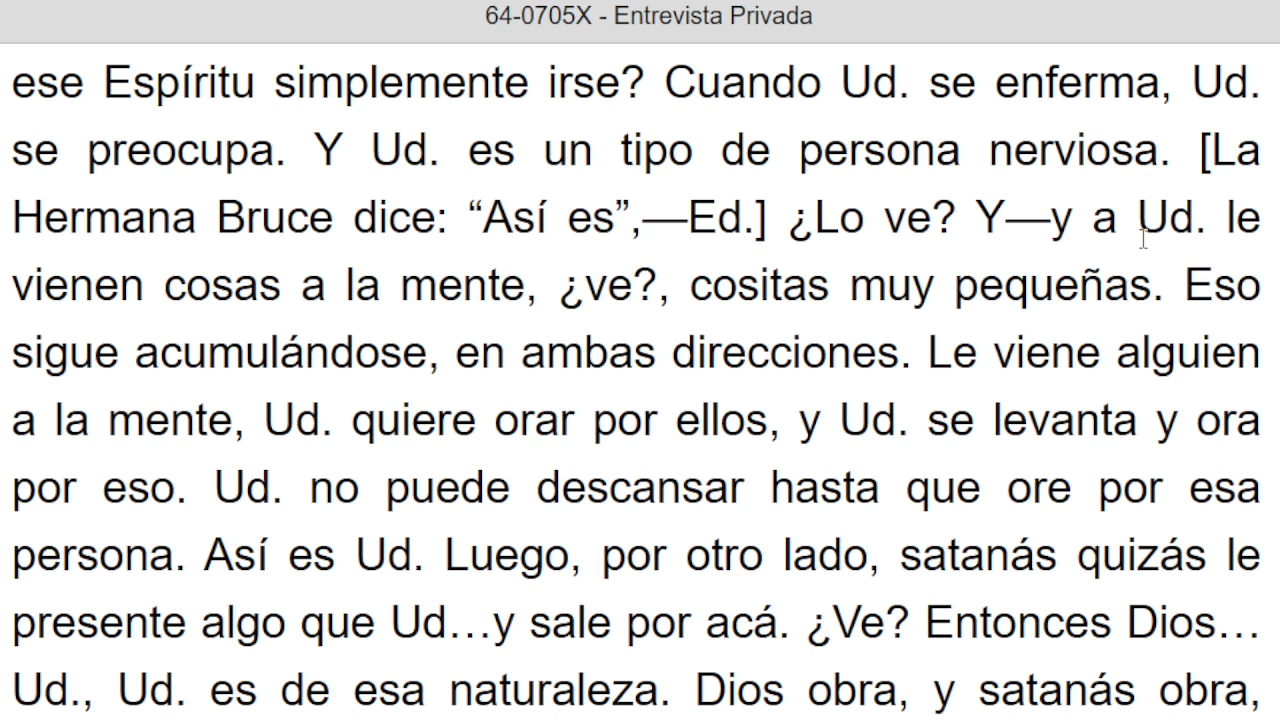 64-0705X - Entrevista Privada
ese Espíritu simplemente irse? Cuando Ud. se enferma, Ud.
se preocupa. Y Ud. es un tipo de persona nerviosa. [La
Hermana Bruce dice: “Así es”,—Ed.] ¿Lo ve? Y—y a Ud. le
vienen cosas a la mente, ¿ve?, cositas muy pequeñas. Eso
sigue acumulándose, en ambas direcciones. Le viene alguien
a la mente, Ud. quiere orar por ellos, y Ud. se levanta y ora
por eso. Ud. no puede descansar hasta que ore por esa
persona. Así es Ud. Luego, por otro lado, satanás quizás le
presente algo que Ud…y sale por acá. ¿Ve? Entonces Dios…
Ud., Ud. es de esa naturaleza. Dios obra, y satanás obra,